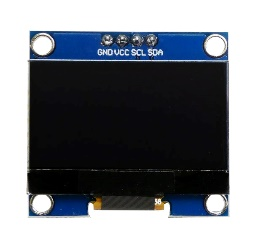 GND VCC SCL SDA